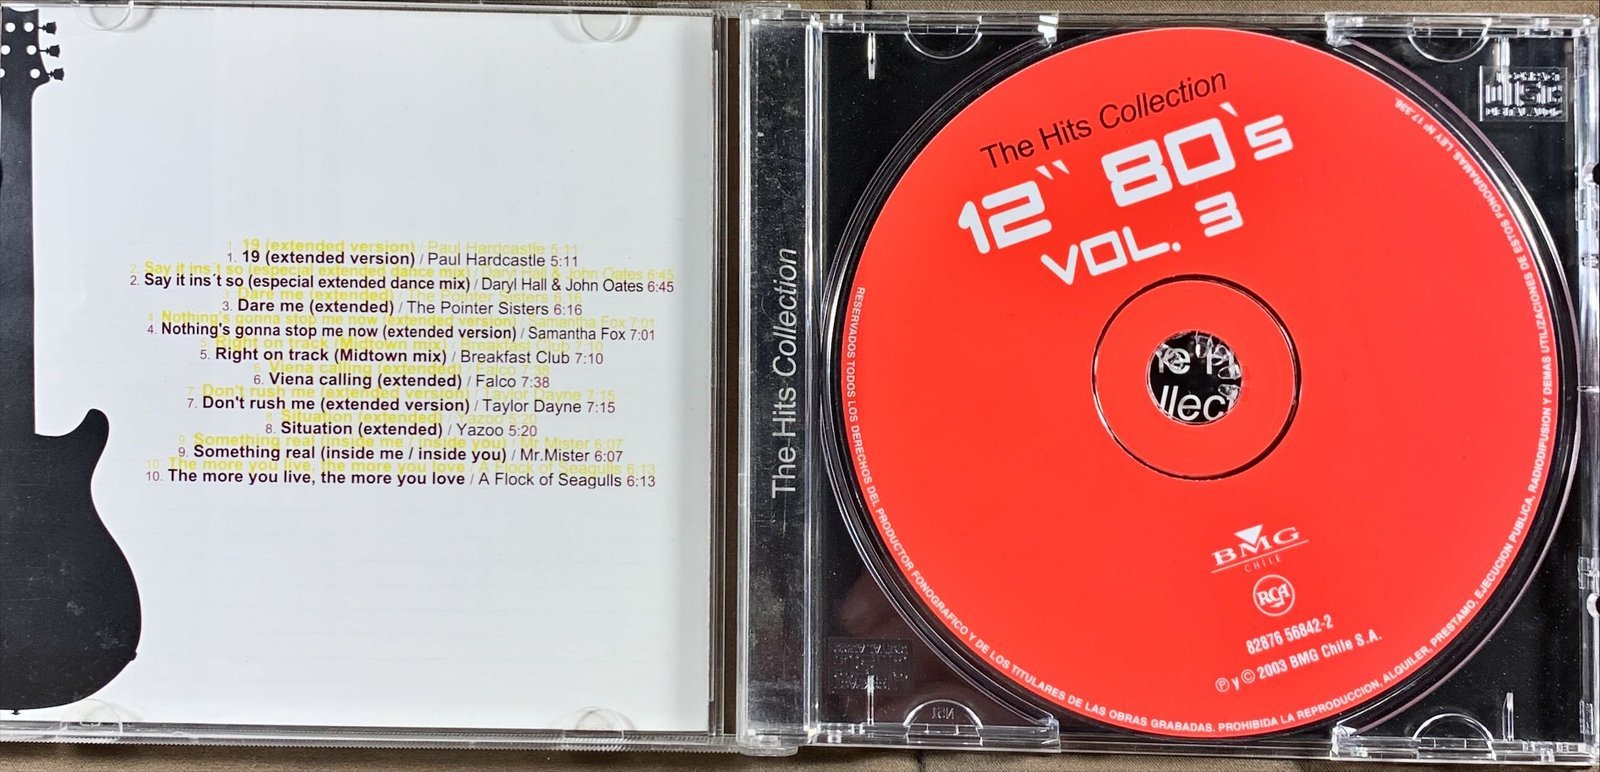 1. 19 (extended version) / Paul Hardcastle 5:11
2. Say it ins´t so (especial extended dance mix) / Daryl Hall & John Oates 6:45
3. Dare me (extended) / The Pointer Sisters 6:16
4. Nothing's gonna stop me now (extended version) / Samantha Fox 7:01
5. Right on track (Midtown mix) / Breakfast Club 7:10
6. Viena calling (extended) / Falco 7:38
7. Don't rush me (extended version) / Taylor Dayne 7:15
8. Situation (extended) / Yazoo 5:20
9. Something real (inside me / inside you) / Mr.Mister 6:07
10. The more you live, the more you love / A Flock of Seagulls 6:13
The Hits Collection
The Hits Collection
12" 80`s
VOL. 3
BMG
CHILE
RCA
82876 56842-2
℗ y © 2003 BMG Chile S.A.
RESERVADOS TODOS LOS DERECHOS DEL PRODUCTOR FONOGRAFICO Y DE LOS TITULARES DE LAS OBRAS GRABADAS. PROHIBIDA LA REPRODUCCION, ALQUILER, PRESTAMO, EJECUCION PUBLICA, RADIODIFUSION Y DEMAS UTILIZACIONES DE ESTOS FONOGRAMAS. LEY Nº 17.336.